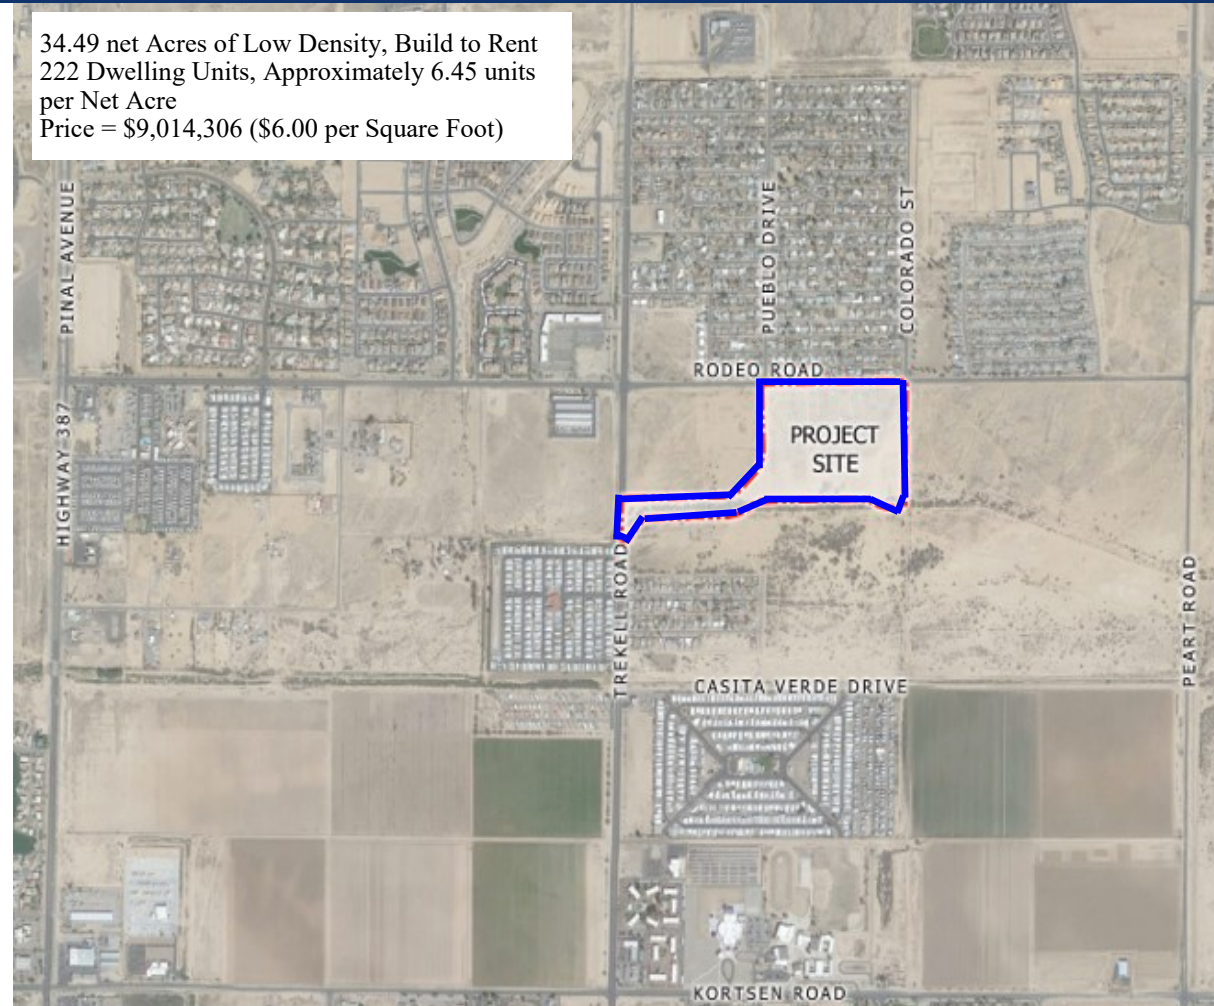 34.49 net Acres of Low Density, Build to Rent
222 Dwelling Units, Approximately 6.45 units
per Net Acre
Price = $9,014,306 ($6.00 per Square Foot)
PINAL AVENUE
PUEBLO DRIVE
COLORADO ST
RODEO ROAD
HIGHWAY 387
PROJECT
SITE
TREKELL ROAD
PEART ROAD
CASITA VERDE DRIVE
KORTSEN ROAD